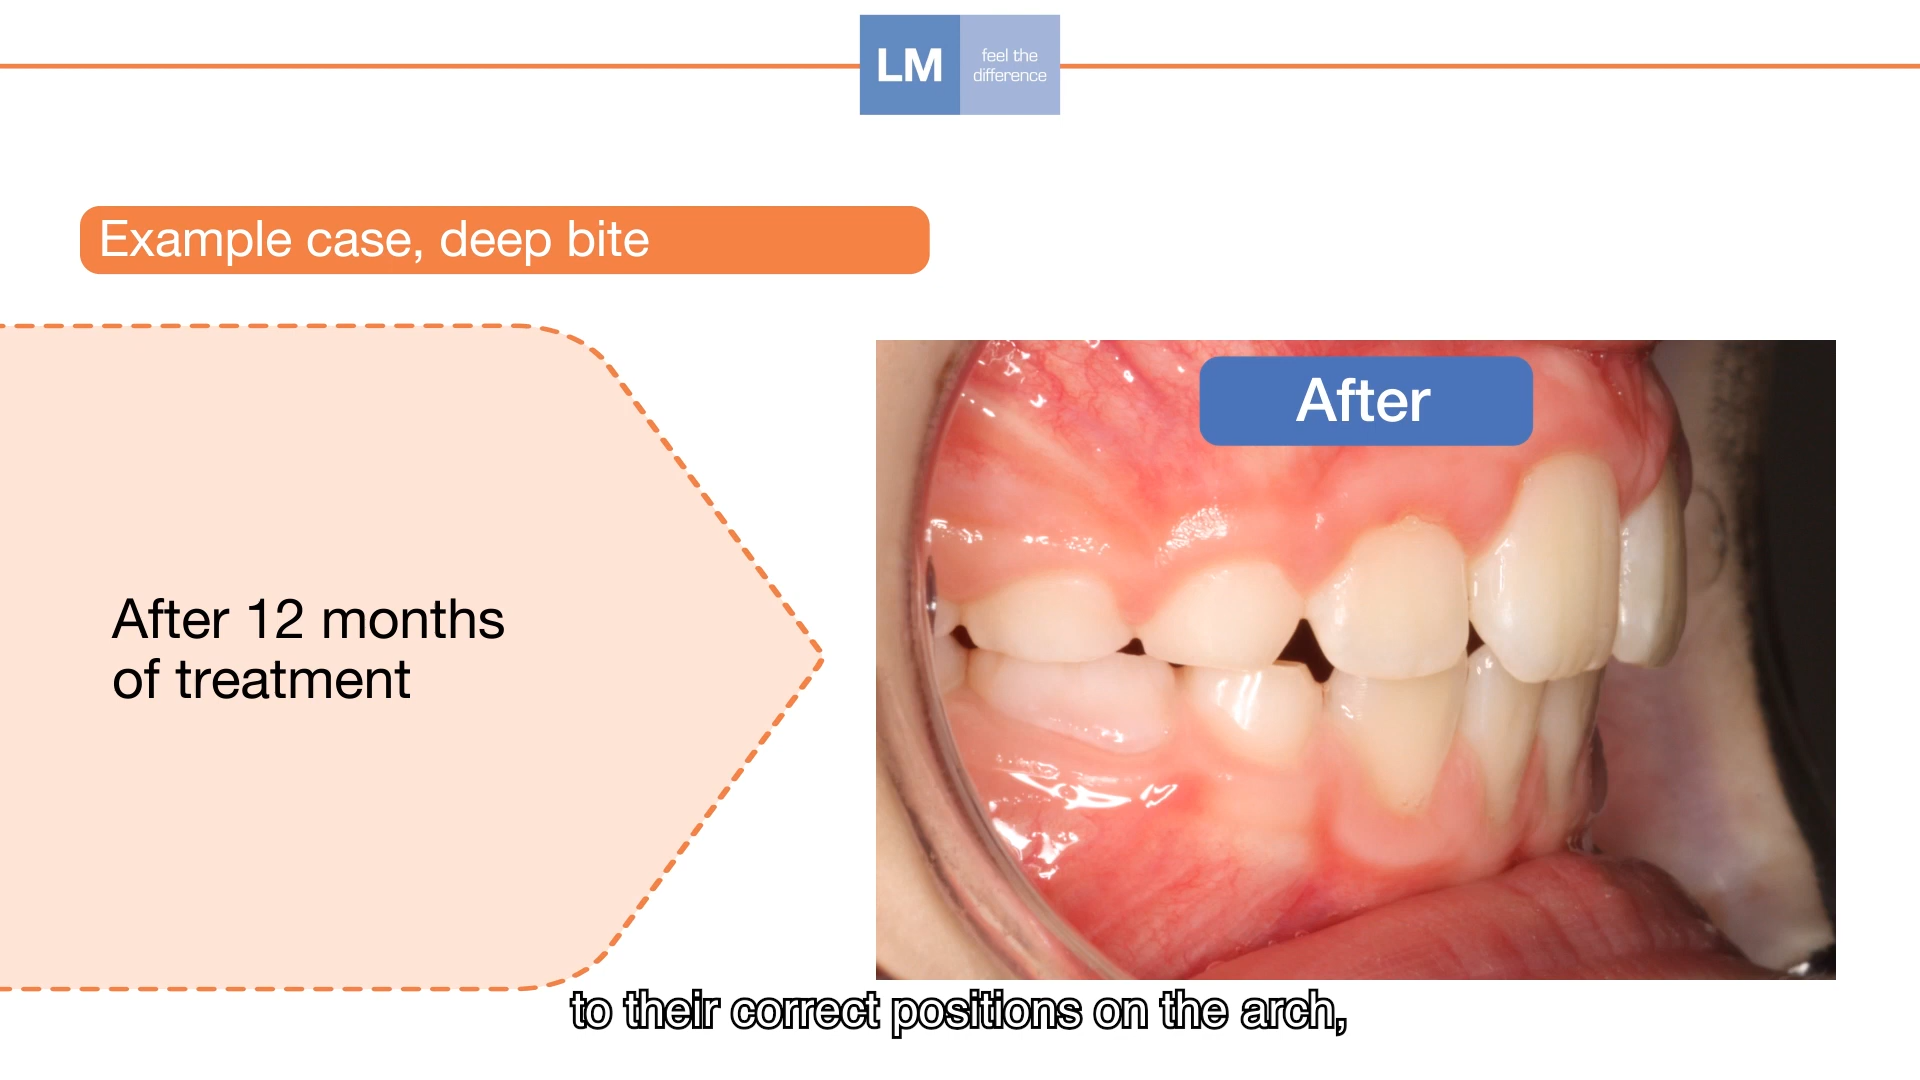 LM
feel the
difference
Example case, deep bite
After
After 12 months
of treatment
to their correct positions on the arch,